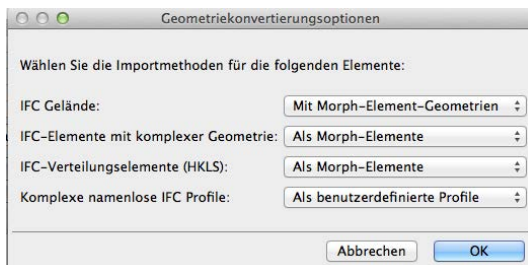 Geometriekonvertierungsoptionen
Wählen Sie die Importmethoden für die folgenden Elemente:
IFC Gelände: Mit Morph-Element-Geometrien
IFC-Elemente mit komplexer Geometrie: Als Morph-Elemente
IFC-Verteilungselemente (HKLS): Als Morph-Elemente
Komplexe namenlose IFC Profile: Als benutzerdefinierte Profile
Abbrechen OK